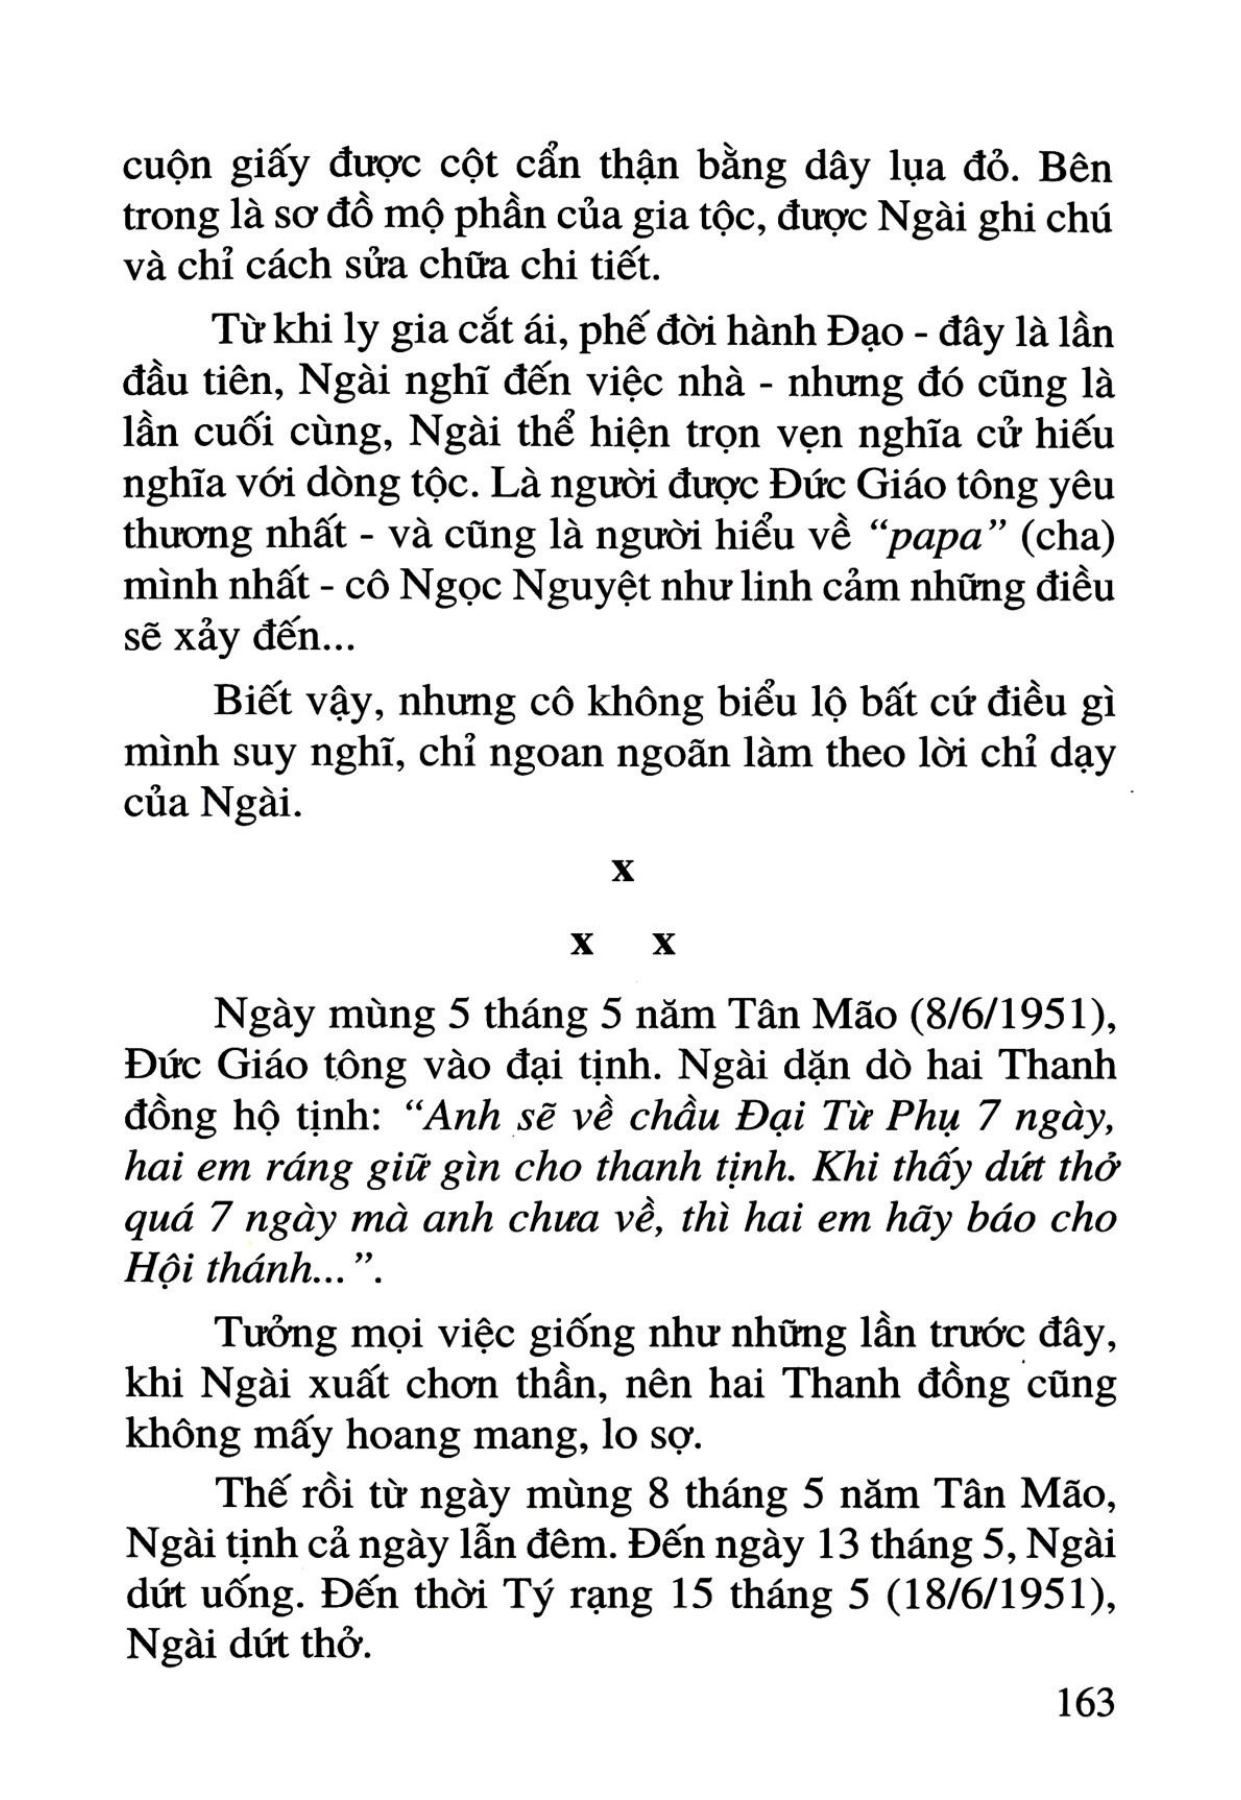 cuộn giấy được cột cẩn thận bằng dây lụa đỏ. Bên
trong là sơ đồ mộ phần của gia tộc, được Ngài ghi chú
và chỉ cách sửa chữa chi tiết.
Từ khi ly gia cắt ái, phế đời hành Đạo - đây là lần
đầu tiên, Ngài nghĩ đến việc nhà - nhưng đó cũng là
lần cuối cùng, Ngài thể hiện trọn vẹn nghĩa cử hiếu
nghĩa với dòng tộc. Là người được Đức Giáo tông yêu
thương nhất - và cũng là người hiểu về “papa” (cha)
mình nhất - cô Ngọc Nguyệt như linh cảm những điều
sẽ xảy đến...
Biết vậy, nhưng cô không biểu lộ bất cứ điều gì
mình suy nghĩ, chỉ ngoan ngoãn làm theo lời chỉ dạy
của Ngài.
x
x x
Ngày mùng 5 tháng 5 năm Tân Mão (8/6/1951),
Đức Giáo tông vào đại tịnh. Ngài dặn dò hai Thanh
đồng hộ tịnh: “Anh sẽ về chầu Đại Từ Phụ 7 ngày,
hai em ráng giữ gìn cho thanh tịnh. Khi thấy dứt thở
quá 7 ngày mà anh chưa về, thì hai em hãy báo cho
Hội thánh...”.
Tưởng mọi việc giống như những lần trước đây,
khi Ngài xuất chơn thần, nên hai Thanh đồng cũng
không mấy hoang mang, lo sợ.
Thế rồi từ ngày mùng 8 tháng 5 năm Tân Mão,
Ngài tịnh cả ngày lẫn đêm. Đến ngày 13 tháng 5, Ngài
dứt uống. Đến thời Tý rạng 15 tháng 5 (18/6/1951),
Ngài dứt thở.
163